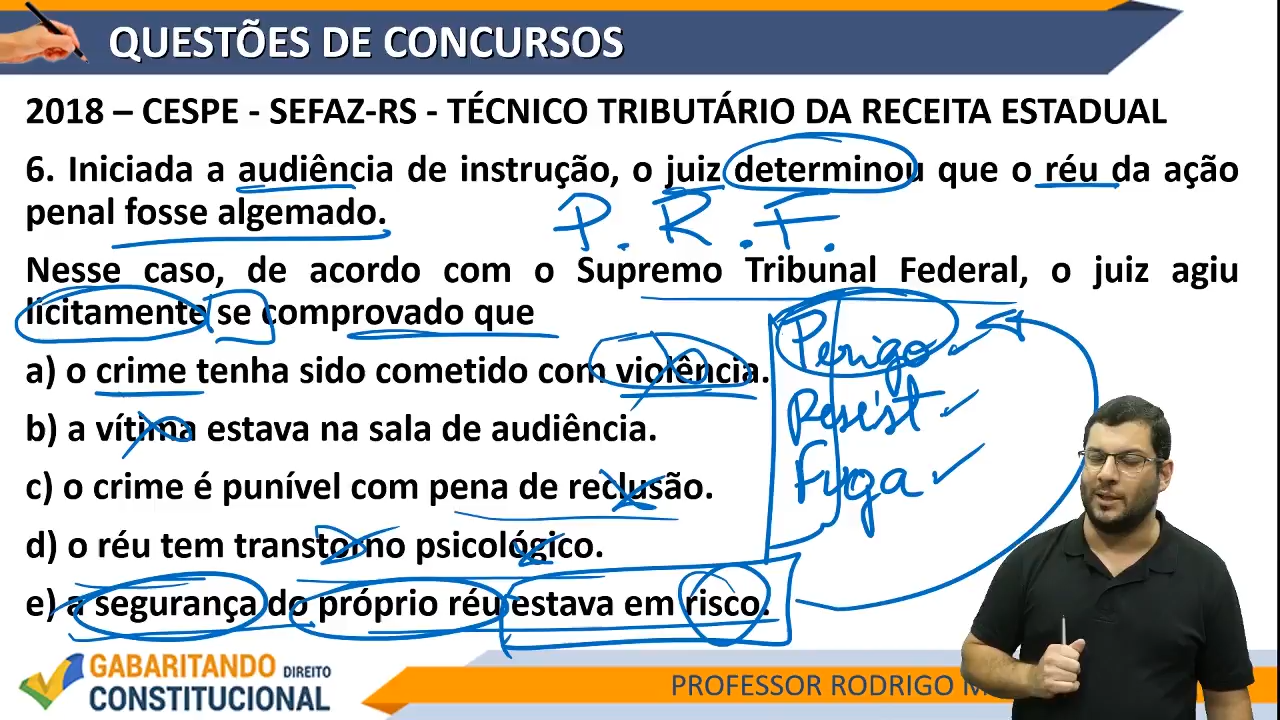 QUESTÕES DE CONCURSOS
2018 – CESPE - SEFAZ-RS - TÉCNICO TRIBUTÁRIO DA RECEITA ESTADUAL
6. Iniciada a audiência de instrução, o juiz determinou que o réu da ação
penal fosse algemado.
P. R. F.
Nesse caso, de acordo com o Supremo Tribunal Federal, o juiz agiu
licitamente se comprovado que
Perigo
a) o crime tenha sido cometido com violência.
Resist
b) a vítima estava na sala de audiência.
Fuga
c) o crime é punível com pena de reclusão.
d) o réu tem transtorno psicológico.
e) a segurança do próprio réu estava em risco.
GABARITANDO DIREITO
CONSTITUCIONAL
PROFESSOR RODRIGO